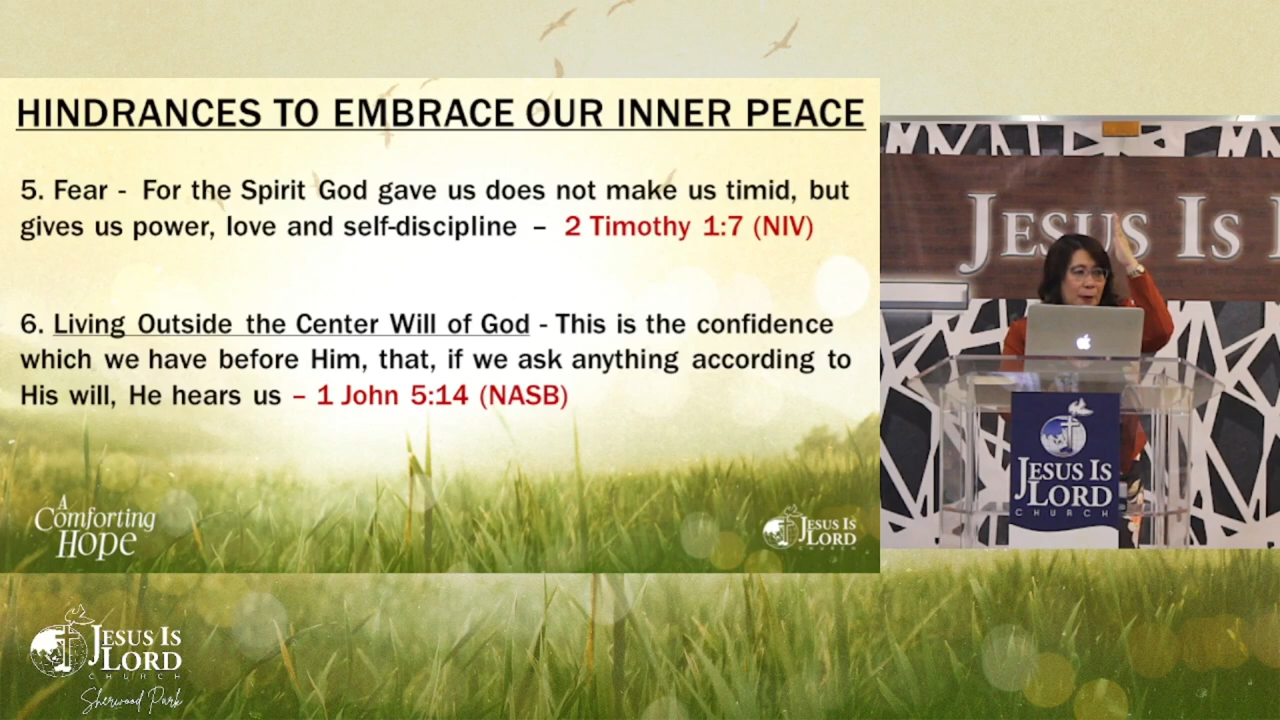 HINDRANCES TO EMBRACE OUR INNER PEACE
5. Fear - For the Spirit God gave us does not make us timid, but
gives us power, love and self-discipline – 2 Timothy 1:7 (NIV)
6. Living Outside the Center Will of God - This is the confidence
which we have before Him, that, if we ask anything according to
His will, He hears us – 1 John 5:14 (NASB)
A
Comforting
HOPE
JESUS IS
LORD
CHURCH
JESUS IS
JESUS IS
LORD
CHURCH
JESUS IS
LORD
CHURCH
Sherwood Park